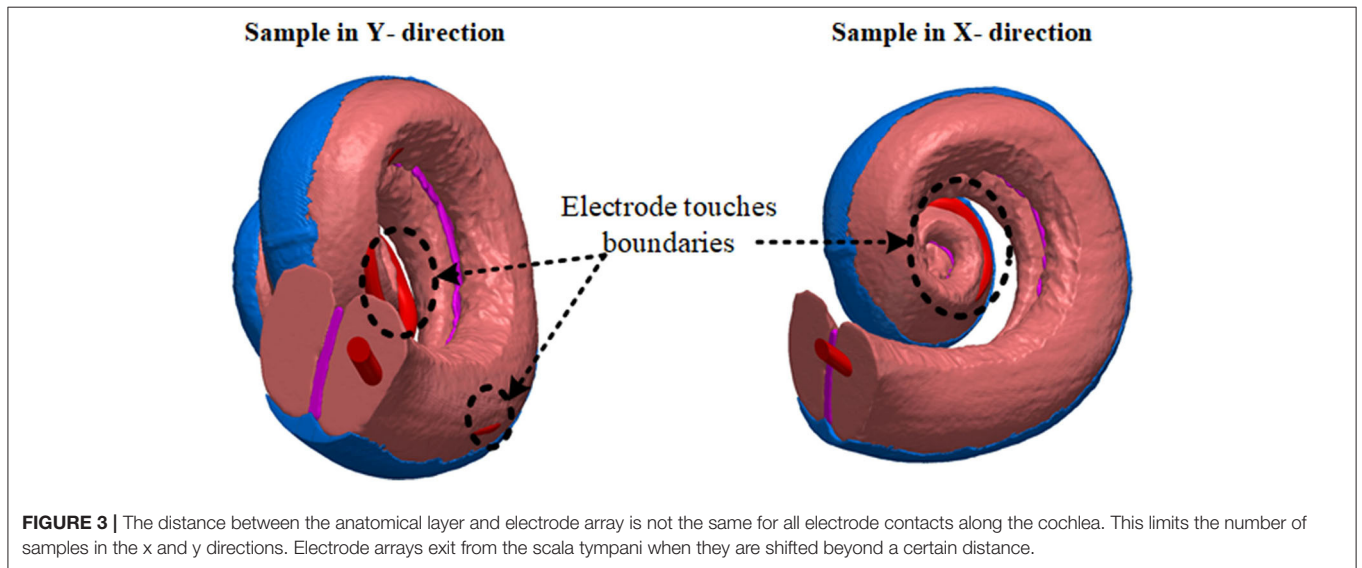 Sample in Y- direction
Sample in X- direction
Electrode touches
boundaries
FIGURE 3 | The distance between the anatomical layer and electrode array is not the same for all electrode contacts along the cochlea. This limits the number of
samples in the x and y directions. Electrode arrays exit from the scala tympani when they are shifted beyond a certain distance.